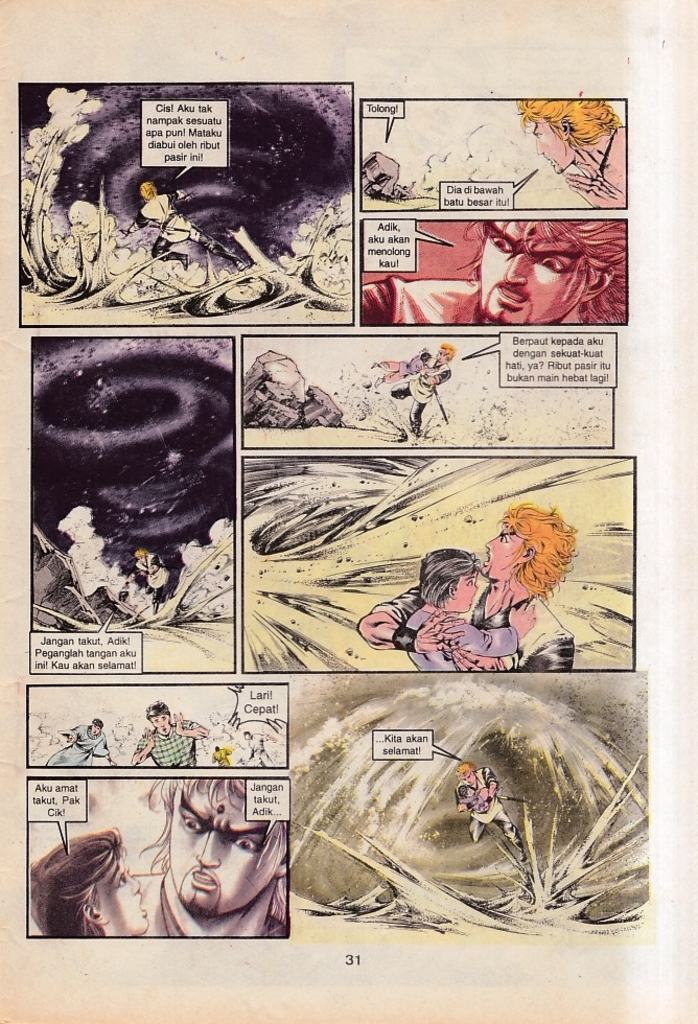 Cis! Aku tak
nampak sesuatu
apa pun! Mataku
diabui oleh ribut
pasir ini!
Tolong!
Dia di bawah
batu besar itu!
Adik,
aku akan
menolong
kau!
Berpaut kepada aku
dengan sekuat-kuat
hati, ya? Ribut pasir itu
bukan main hebat lagi!
Jangan takut, Adik!
Peganglah tangan aku
ini! Kau akan selamat!
Lari!
Cepat!
Aku amat
takut, Pak
Cik!
Jangan
takut,
Adik...
...Kita akan
selamat!
31